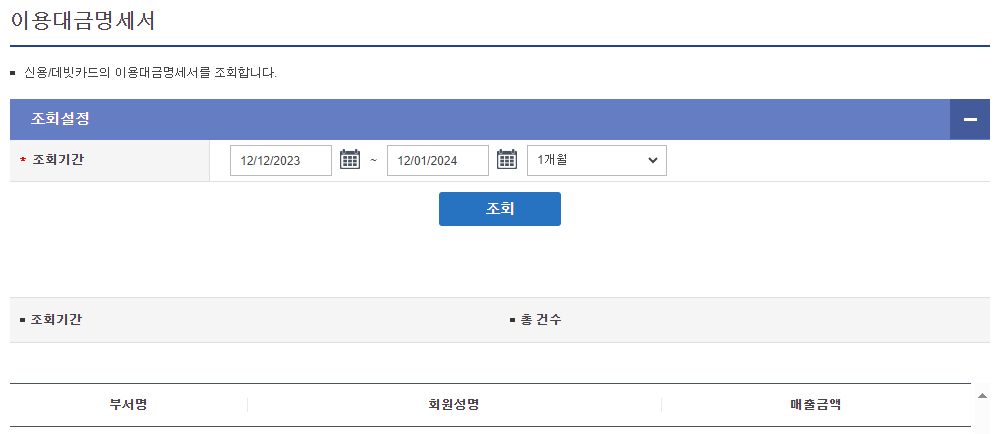 이용대금명세서
신용/데빗카드의 이용대금명세서를 조회합니다.
조회설정
* 조회기간 12/12/2023 ~ 12/01/2024 1개월
조회
조회기간 총 건수
부서명 회원성명 매출금액